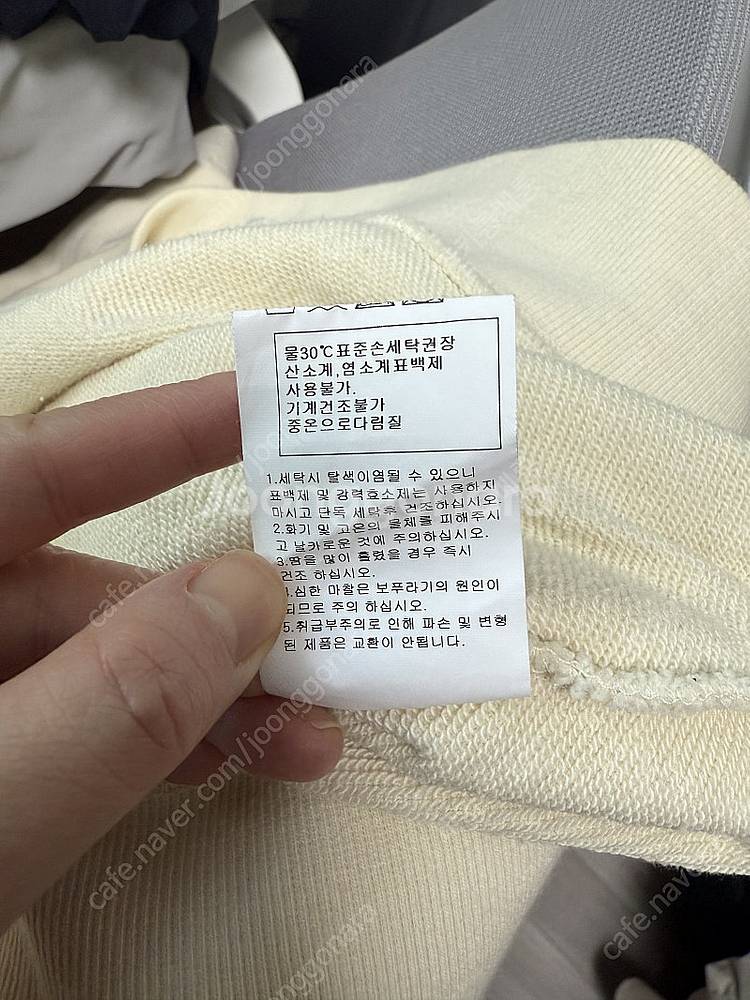 물30℃표준손세탁권장
산소계,염소계표백제
사용불가.
기계건조불가
중온으로다림질
1.세탁시 탈색이염될 수 있으니
표백제 및 강력효소제는 사용하지
마시고 단독 세탁후 건조하십시오.
2.화기 및 고온의 물체를 피해주시
고 날카로운 것에 주의하십시오.
3.땀을 많이 흘렸을 경우 즉시
건조 하십시오.
4.심한 마찰은 보푸라기의 원인이
되므로 주의 하십시오.
5.취급부주의로 인해 파손 및 변형
된 제품은 교환이 안됩니다.
cafe.naver.com/joonggonara
joonggonara